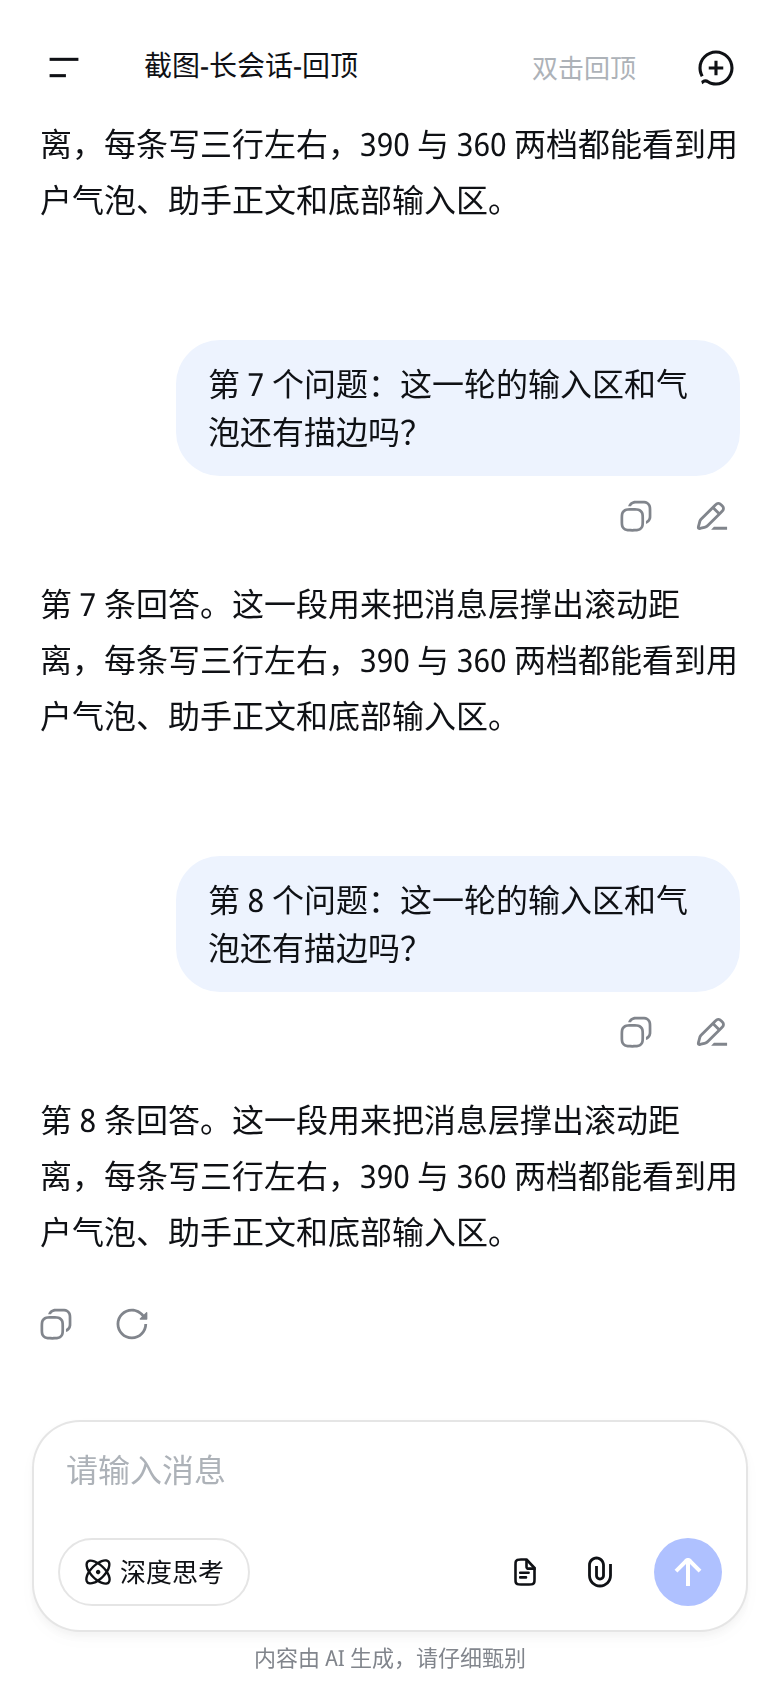 截图-长会话-回顶
双击回顶
离，每条写三行左右，390 与 360 两档都能看到用
户气泡、助手正文和底部输入区。
第 7 个问题：这一轮的输入区和气
泡还有描边吗？
第 7 条回答。这一段用来把消息层撑出滚动距
离，每条写三行左右，390 与 360 两档都能看到用
户气泡、助手正文和底部输入区。
第 8 个问题：这一轮的输入区和气
泡还有描边吗？
第 8 条回答。这一段用来把消息层撑出滚动距
离，每条写三行左右，390 与 360 两档都能看到用
户气泡、助手正文和底部输入区。
请输入消息
深度思考
内容由 AI 生成，请仔细甄别